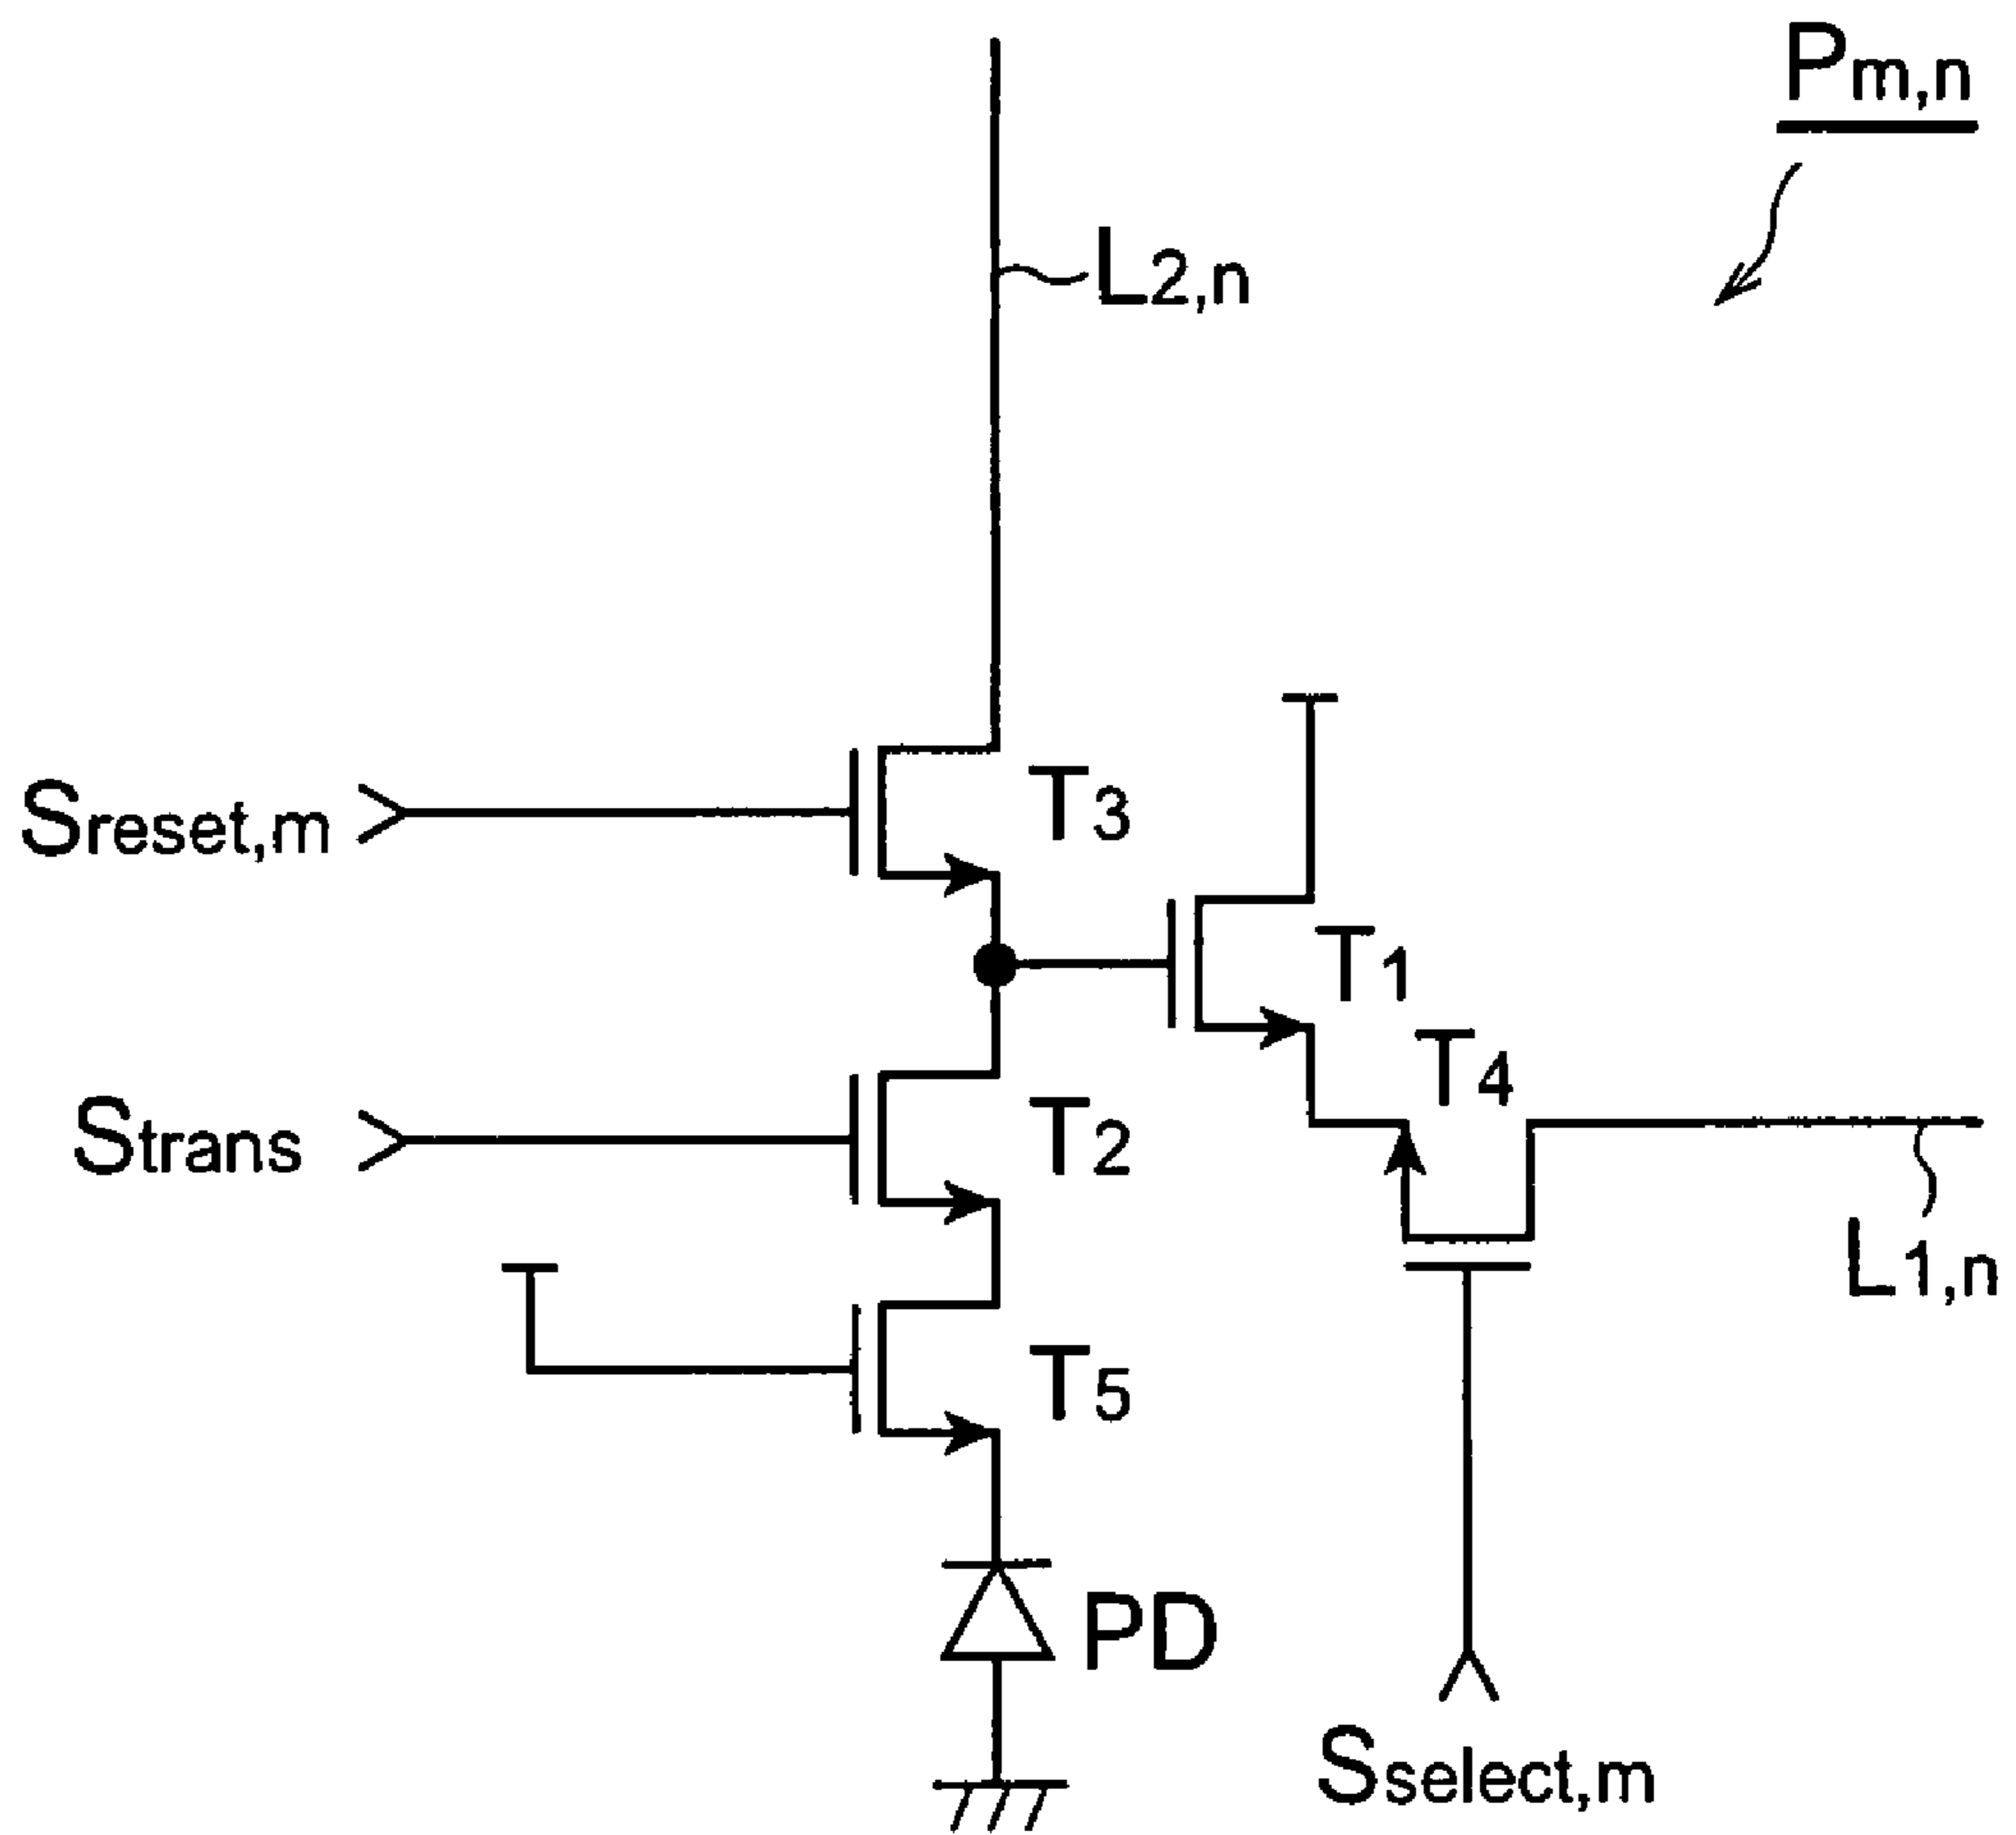 Pm,n
L2,n
Sreset,m
T3
T1
T4
Strans
T2
L1,n
T5
PD
Sselect,m